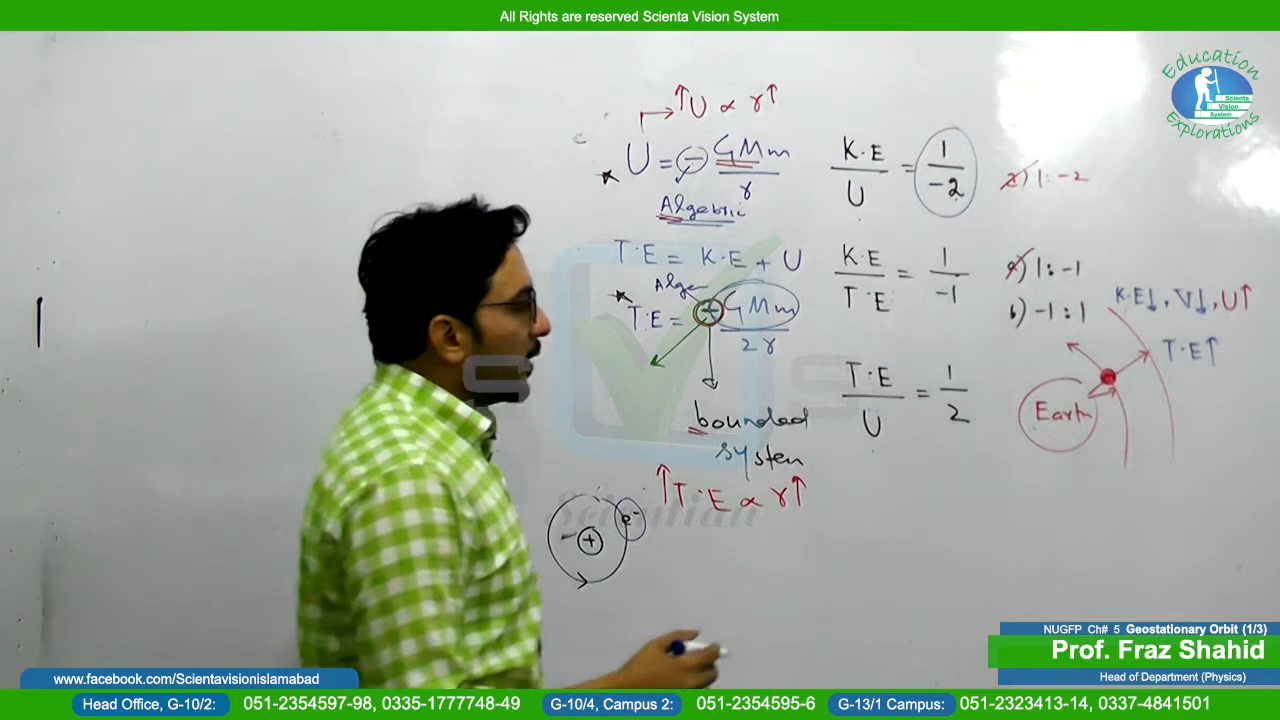 All Rights are reserved Scienta Vision System
Education
Scienta
Vision
System
Explorations
↑U ∝ r↑
U = - GMm / r
Algebric
T.E = K.E + U
Alge
T.E = + GMm / 2r
bounded
system
↑T.E ∝ r↑
+ e-
K.E / U = 1 / -2
K.E / T.E = 1 / -1
T.E / U = 1 / 2
a) 1:-2
a) 1:-1
b) -1:1
K.E↓, V↓, U↑
T.E↑
Earth
S S
Scientian
NUGFP Ch# 5 Geostationary Orbit (1/3)
Prof. Fraz Shahid
Head of Department (Physics)
www.facebook.com/Scientavisionislamabad
Head Office, G-10/2: 051-2354597-98, 0335-1777748-49 G-10/4, Campus 2: 051-2354595-6 G-13/1 Campus: 051-2323413-14, 0337-4841501